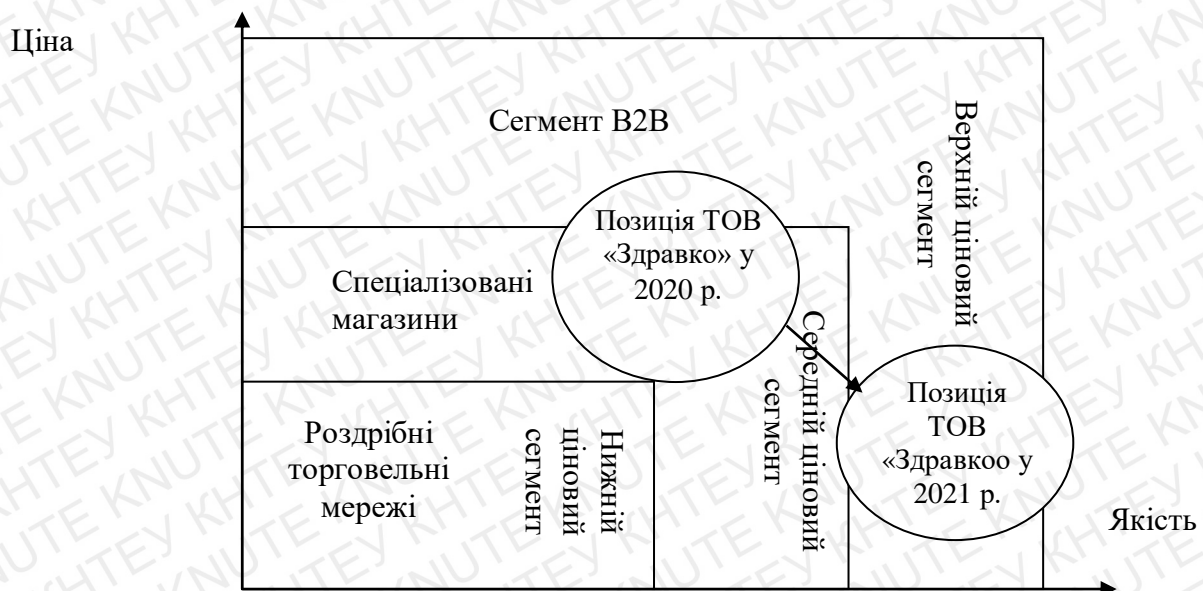 Ціна
Сегмент В2В
Верхній ціновий
сегмент
Позиція ТОВ
«Здравко» у
2020 р.
Спеціалізовані
магазини
Середній ціновий
сегмент
Роздрібні
торговельні
мережі
Нижній
ціновий
сегмент
Позиція
ТОВ
«Здравкоо у
2021 р.
Якість